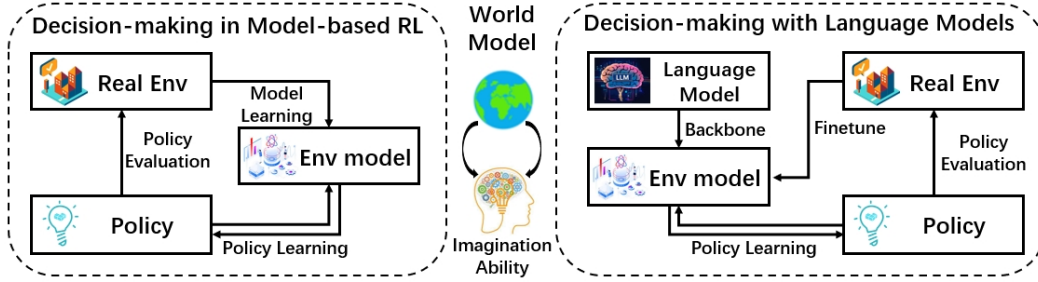 Decision-making in Model-based RL
Real Env
Model
Learning
Policy
Evaluation
Env model
Policy
Policy Learning
World
Model
Imagination
Ability
Decision-making with Language Models
LLM
Language
Model
Real Env
Backbone
Finetune
Policy
Evaluation
Env model
Policy
Policy Learning